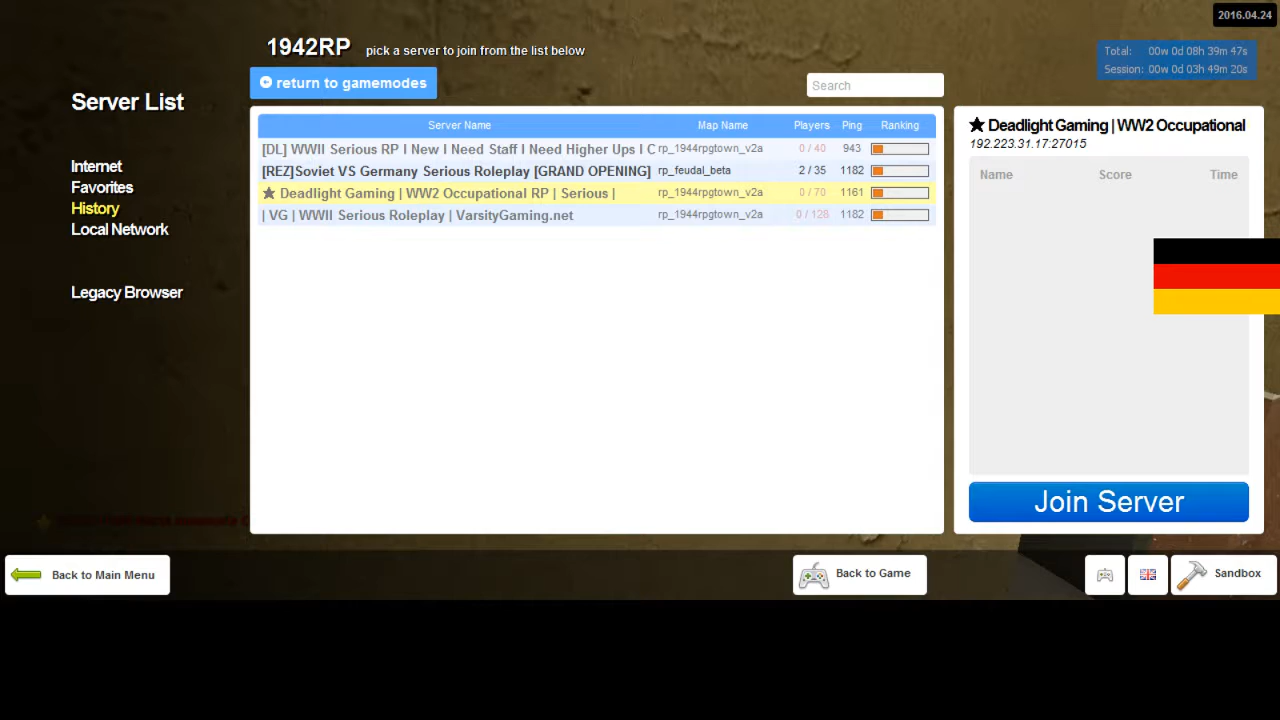 2016.04.24
1942RP pick a server to join from the list below
Total: 00w 0d 08h 39m 47s
Session: 00w 0d 03h 49m 20s
return to gamemodes
Search
Server List
Internet
Favorites
History
Local Network
Legacy Browser
Server Name Map Name Players Ping Ranking
[DL] WWII Serious RP I New I Need Staff I Need Higher Ups I C rp_1944rpgtown_v2a 0 / 40 943
[REZ]Soviet VS Germany Serious Roleplay [GRAND OPENING] rp_feudal_beta 2 / 35 1182
Deadlight Gaming | WW2 Occupational RP | Serious | rp_1944rpgtown_v2a 0 / 70 1161
| VG | WWII Serious Roleplay | VarsityGaming.net rp_1944rpgtown_v2a 0 / 128 1182
Deadlight Gaming | WW2 Occupational
192.223.31.17:27015
Name Score Time
Join Server
Back to Main Menu
Back to Game
Sandbox